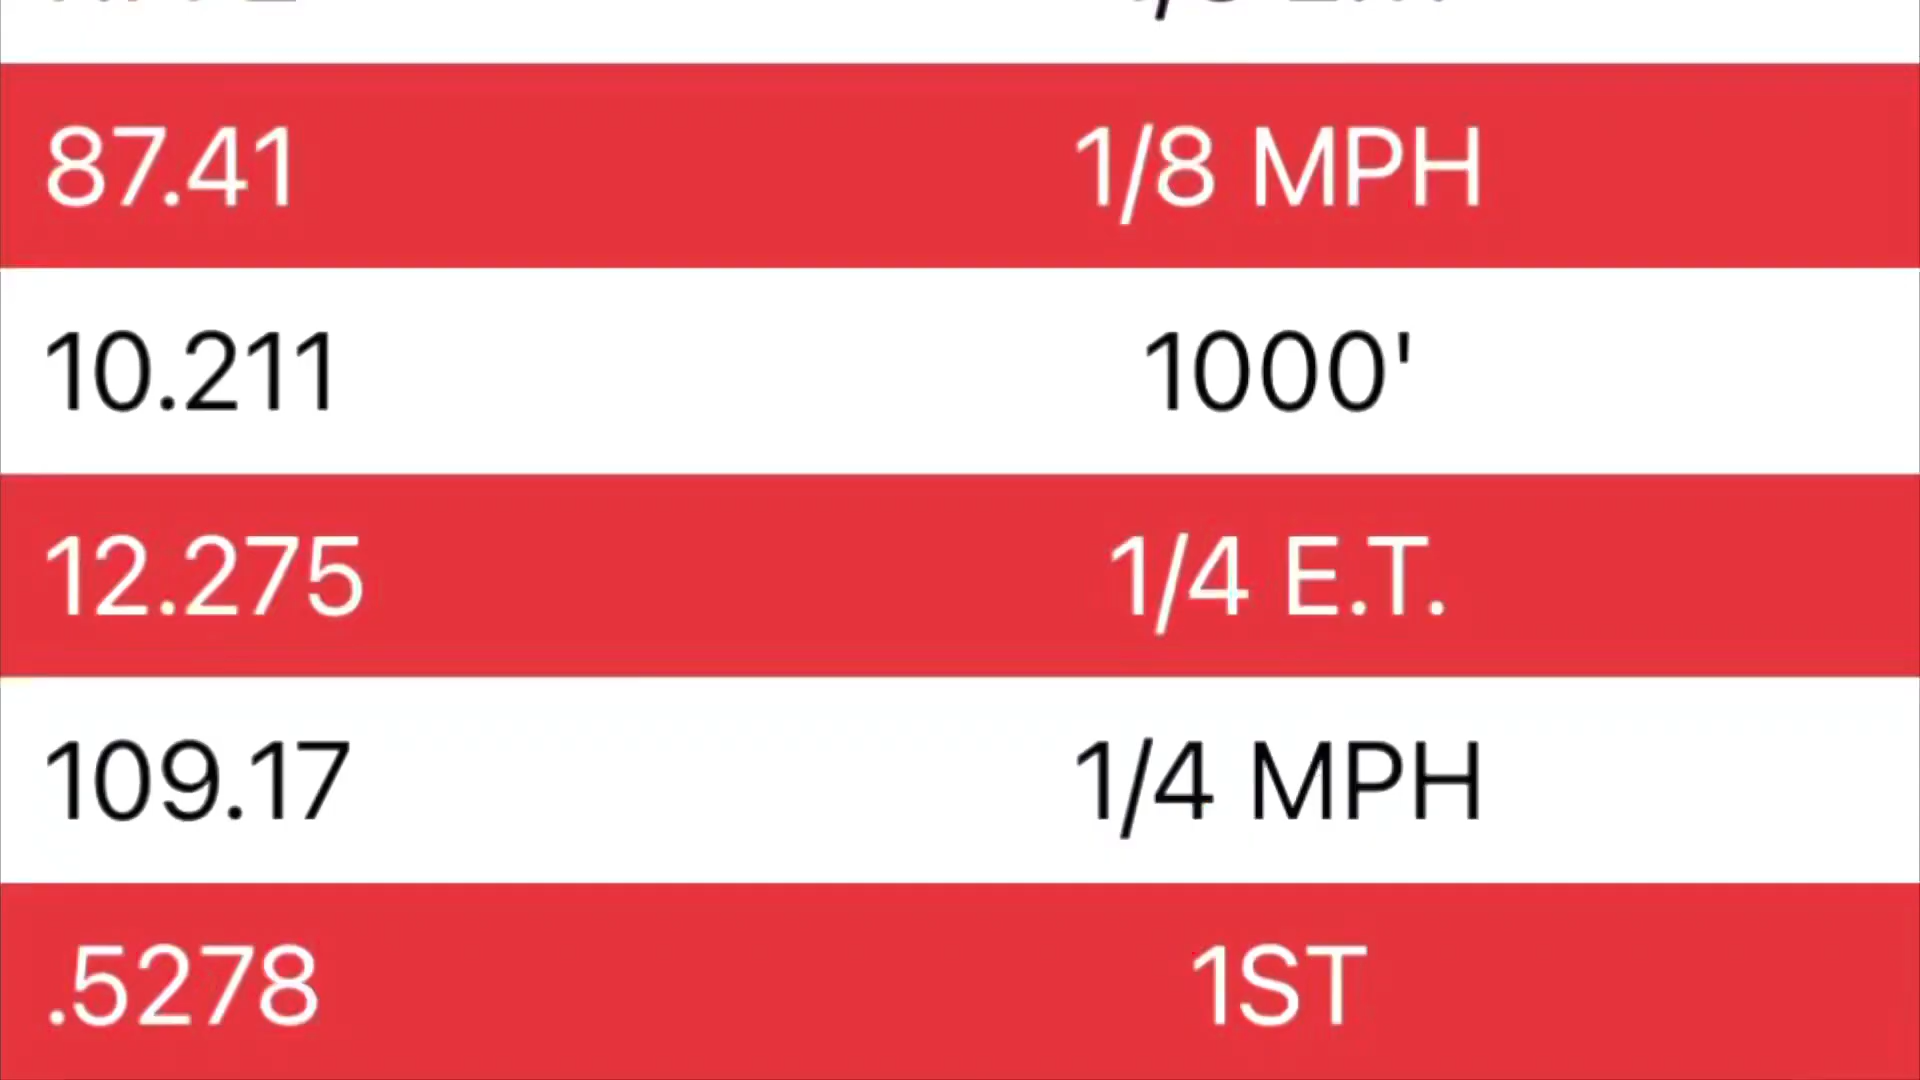 87.41 1/8 MPH
10.211 1000'
12.275 1/4 E.T.
109.17 1/4 MPH
.5278 1ST